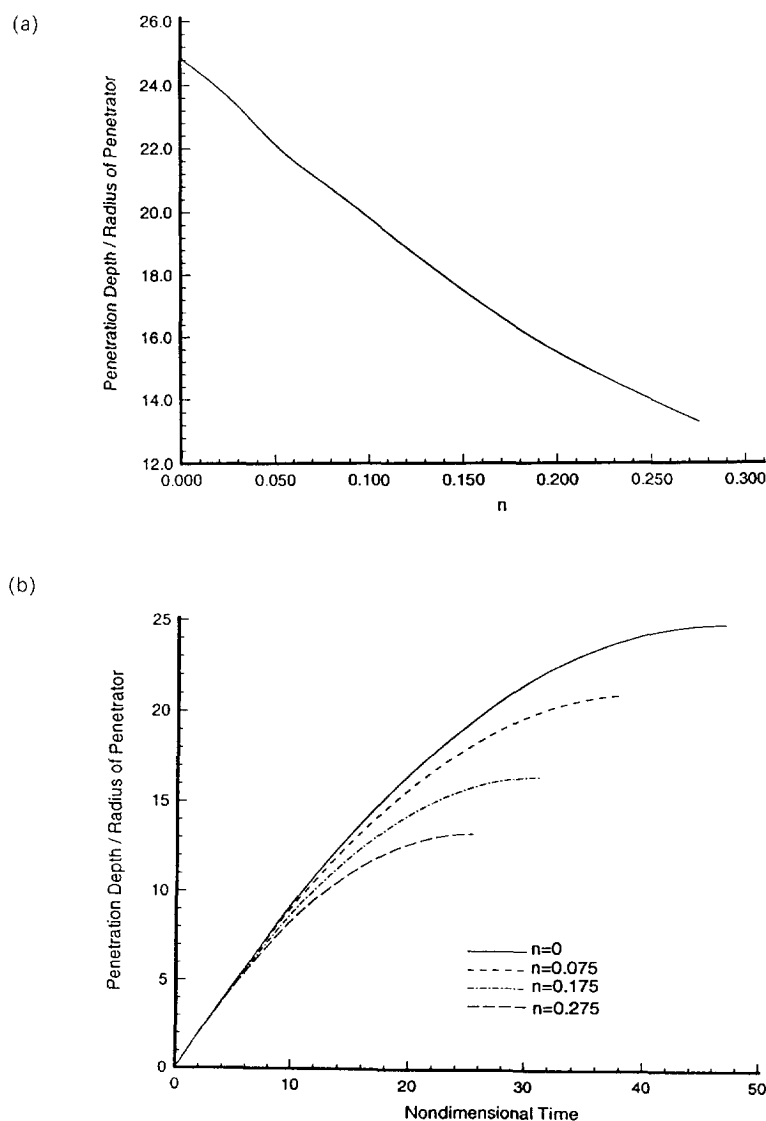 (a)
26.0
24.0
22.0
20.0
18.0
16.0
14.0
12.0
Penetration Depth / Radius of Penetrator
0.000 0.050 0.100 0.150 0.200 0.250 0.300
n
(b)
25
20
15
10
5
0
Penetration Depth / Radius of Penetrator
n=0
n=0.075
n=0.175
n=0.275
0 10 20 30 40 50
Nondimensional Time